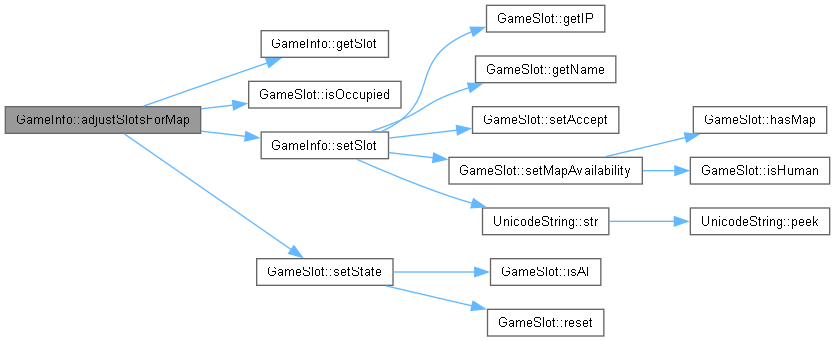 GameSlot::getIP
GameInfo::getSlot
GameSlot::getName
GameSlot::isOccupied
GameInfo::adjustSlotsForMap
GameSlot::setAccept
GameSlot::hasMap
GameInfo::setSlot
GameSlot::setMapAvailability
GameSlot::isHuman
UnicodeString::str
UnicodeString::peek
GameSlot::setState
GameSlot::isAI
GameSlot::reset